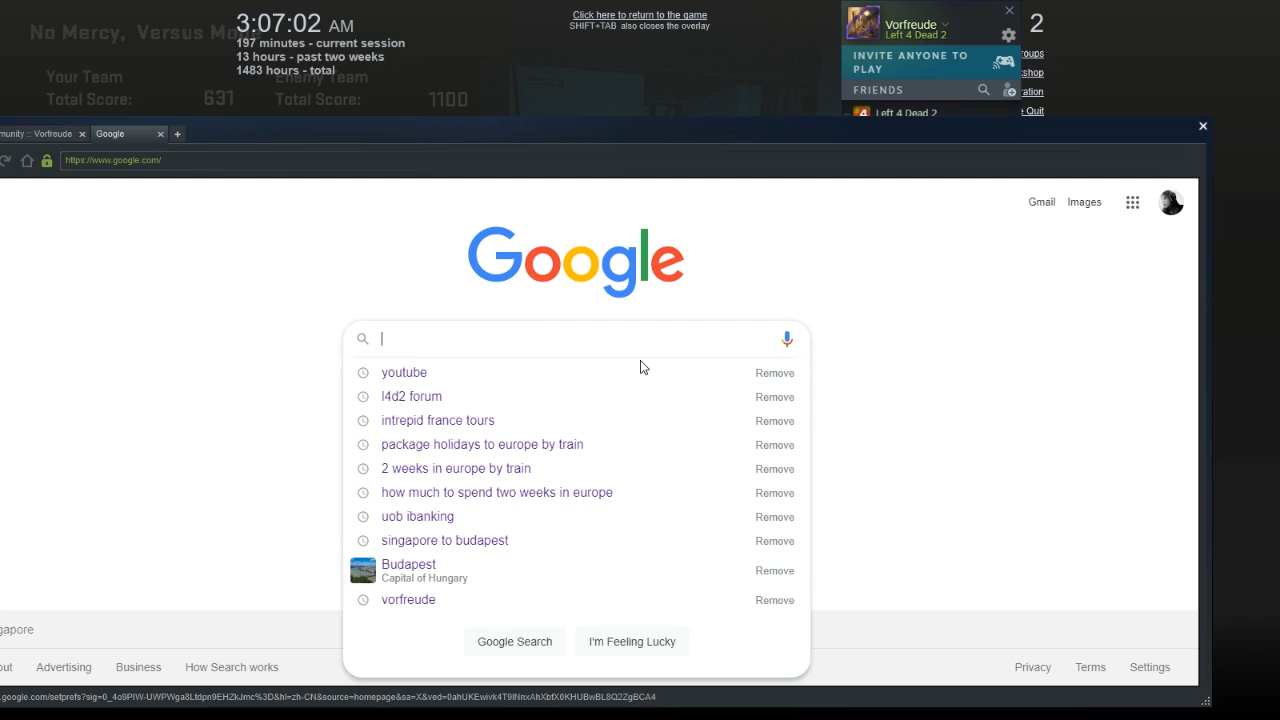 No Mercy, Versus Mo
3:07:02 AM
197 minutes - current session
13 hours - past two weeks
1483 hours - total
Your Team
Enemy Team
Total Score: 631
Total Score: 1100
Click here to return to the game
SHIFT+TAB also closes the overlay
Vorfreude
Left 4 Dead 2
2
INVITE ANYONE TO
PLAY
FRIENDS
Left 4 Dead 2
oups
shop
ration
e Quit
munity :: Vorfreude
Google
https://www.google.com/
Gmail Images
Google
youtube Remove
l4d2 forum Remove
intrepid france tours Remove
package holidays to europe by train Remove
2 weeks in europe by train Remove
how much to spend two weeks in europe Remove
uob ibanking Remove
singapore to budapest Remove
Budapest
Capital of Hungary Remove
vorfreude Remove
Google Search I'm Feeling Lucky
gapore
out Advertising Business How Search works Privacy Terms Settings